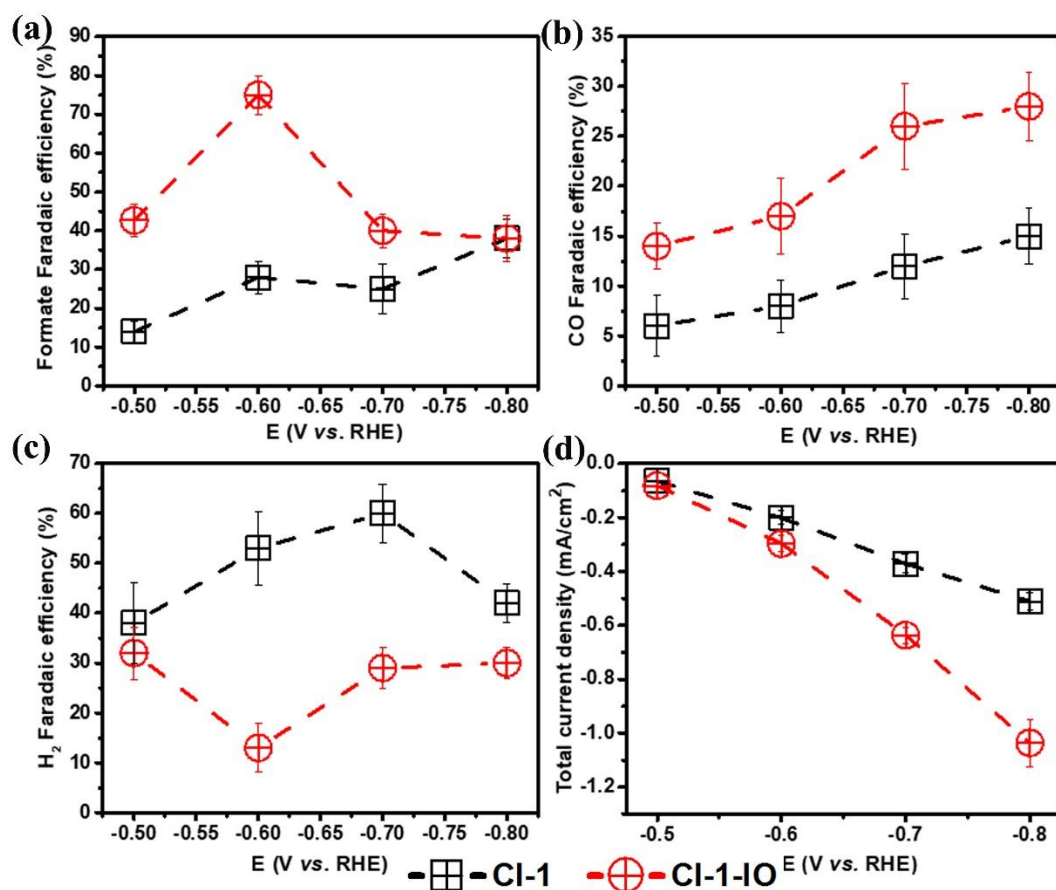 (a)
Formate Faradaic efficiency (%)
90
80
70
60
50
40
30
20
10
0
-0.50 -0.55 -0.60 -0.65 -0.70 -0.75 -0.80
E (V vs. RHE)
(b)
CO Faradaic efficiency (%)
35
30
25
20
15
10
5
0
-0.50 -0.55 -0.60 -0.65 -0.70 -0.75 -0.80
E (V vs. RHE)
(c)
H2 Faradaic efficiency (%)
70
60
50
40
30
20
10
0
-0.50 -0.55 -0.60 -0.65 -0.70 -0.75 -0.80
E (V vs. RHE)
(d)
Total current density (mA/cm²)
0.0
-0.2
-0.4
-0.6
-0.8
-1.0
-1.2
-0.5 -0.6 -0.7 -0.8
E (V vs. RHE)
CI-1 CI-1-IO